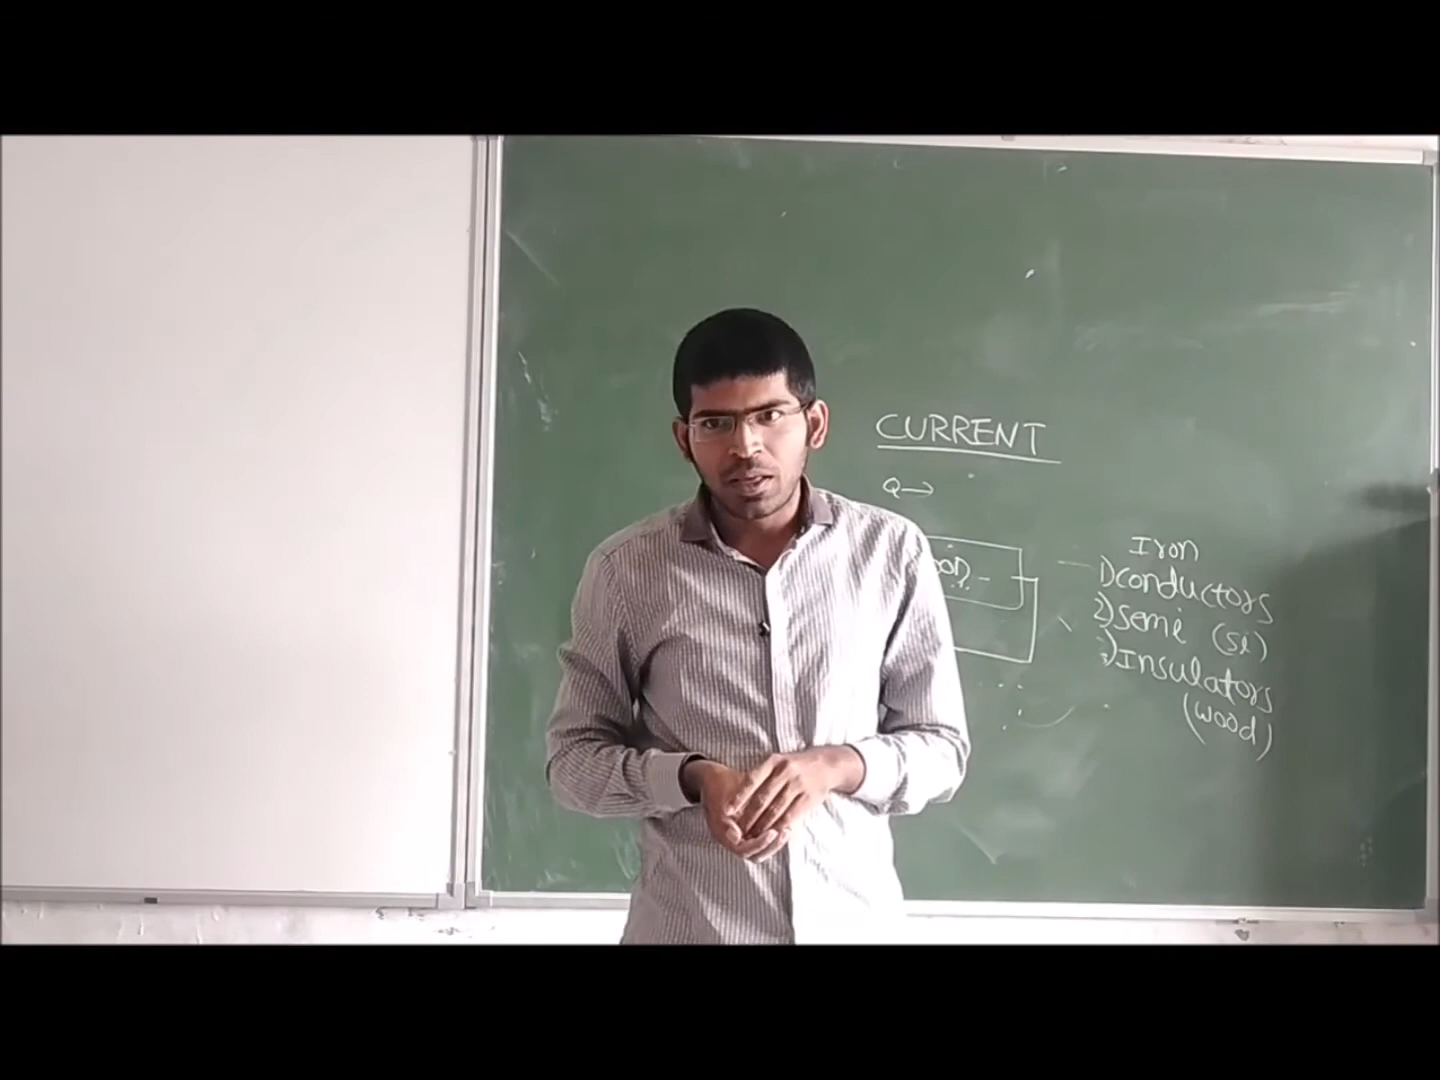 CURRENT
Q→
Iron
1)conductors
2)semi (si)
3)Insulators
(wood)